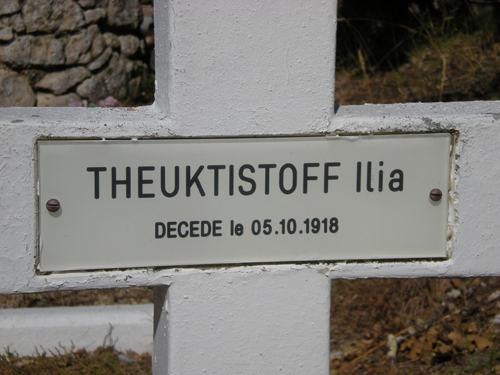 THEUKTISTOFF Ilia
DECEDE le 05.10.1918